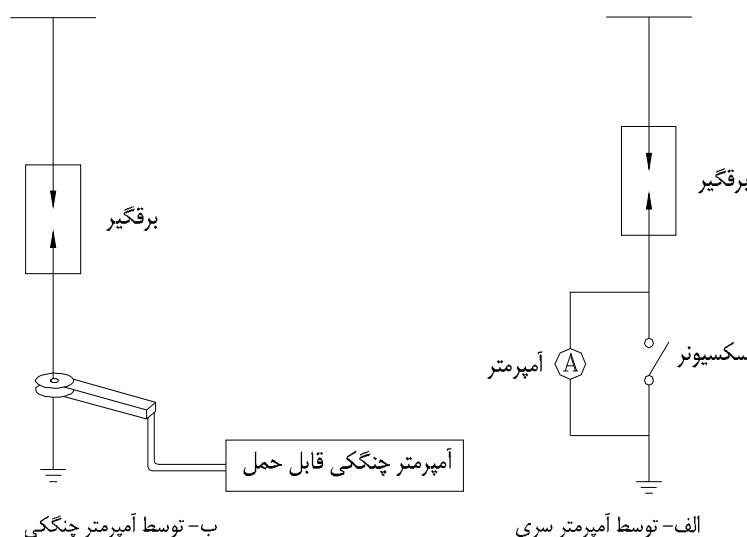 برقگیر
سکسیونر
آمپرمتر
A
الف- توسط آمپرمتر سری
برقگیر
آمپرمتر چنگکی قابل حمل
ب- توسط آمپرمتر چنگکی